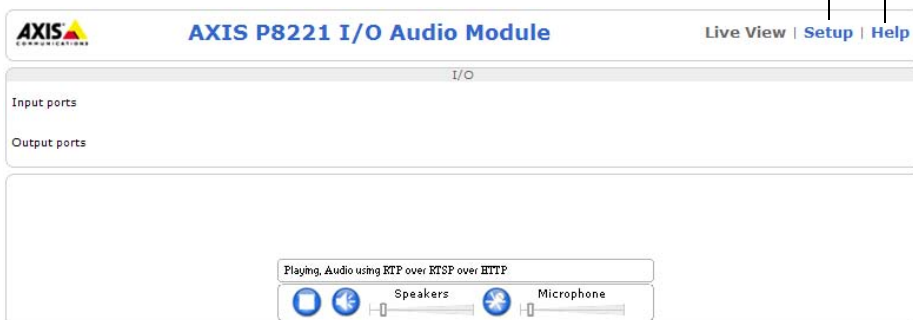 AXIS
COMMUNICATIONS
AXIS P8221 I/O Audio Module
Live View | Setup | Help
I/O
Input ports
Output ports
Playing, Audio using RTP over RTSP over HTTP
Speakers
Microphone